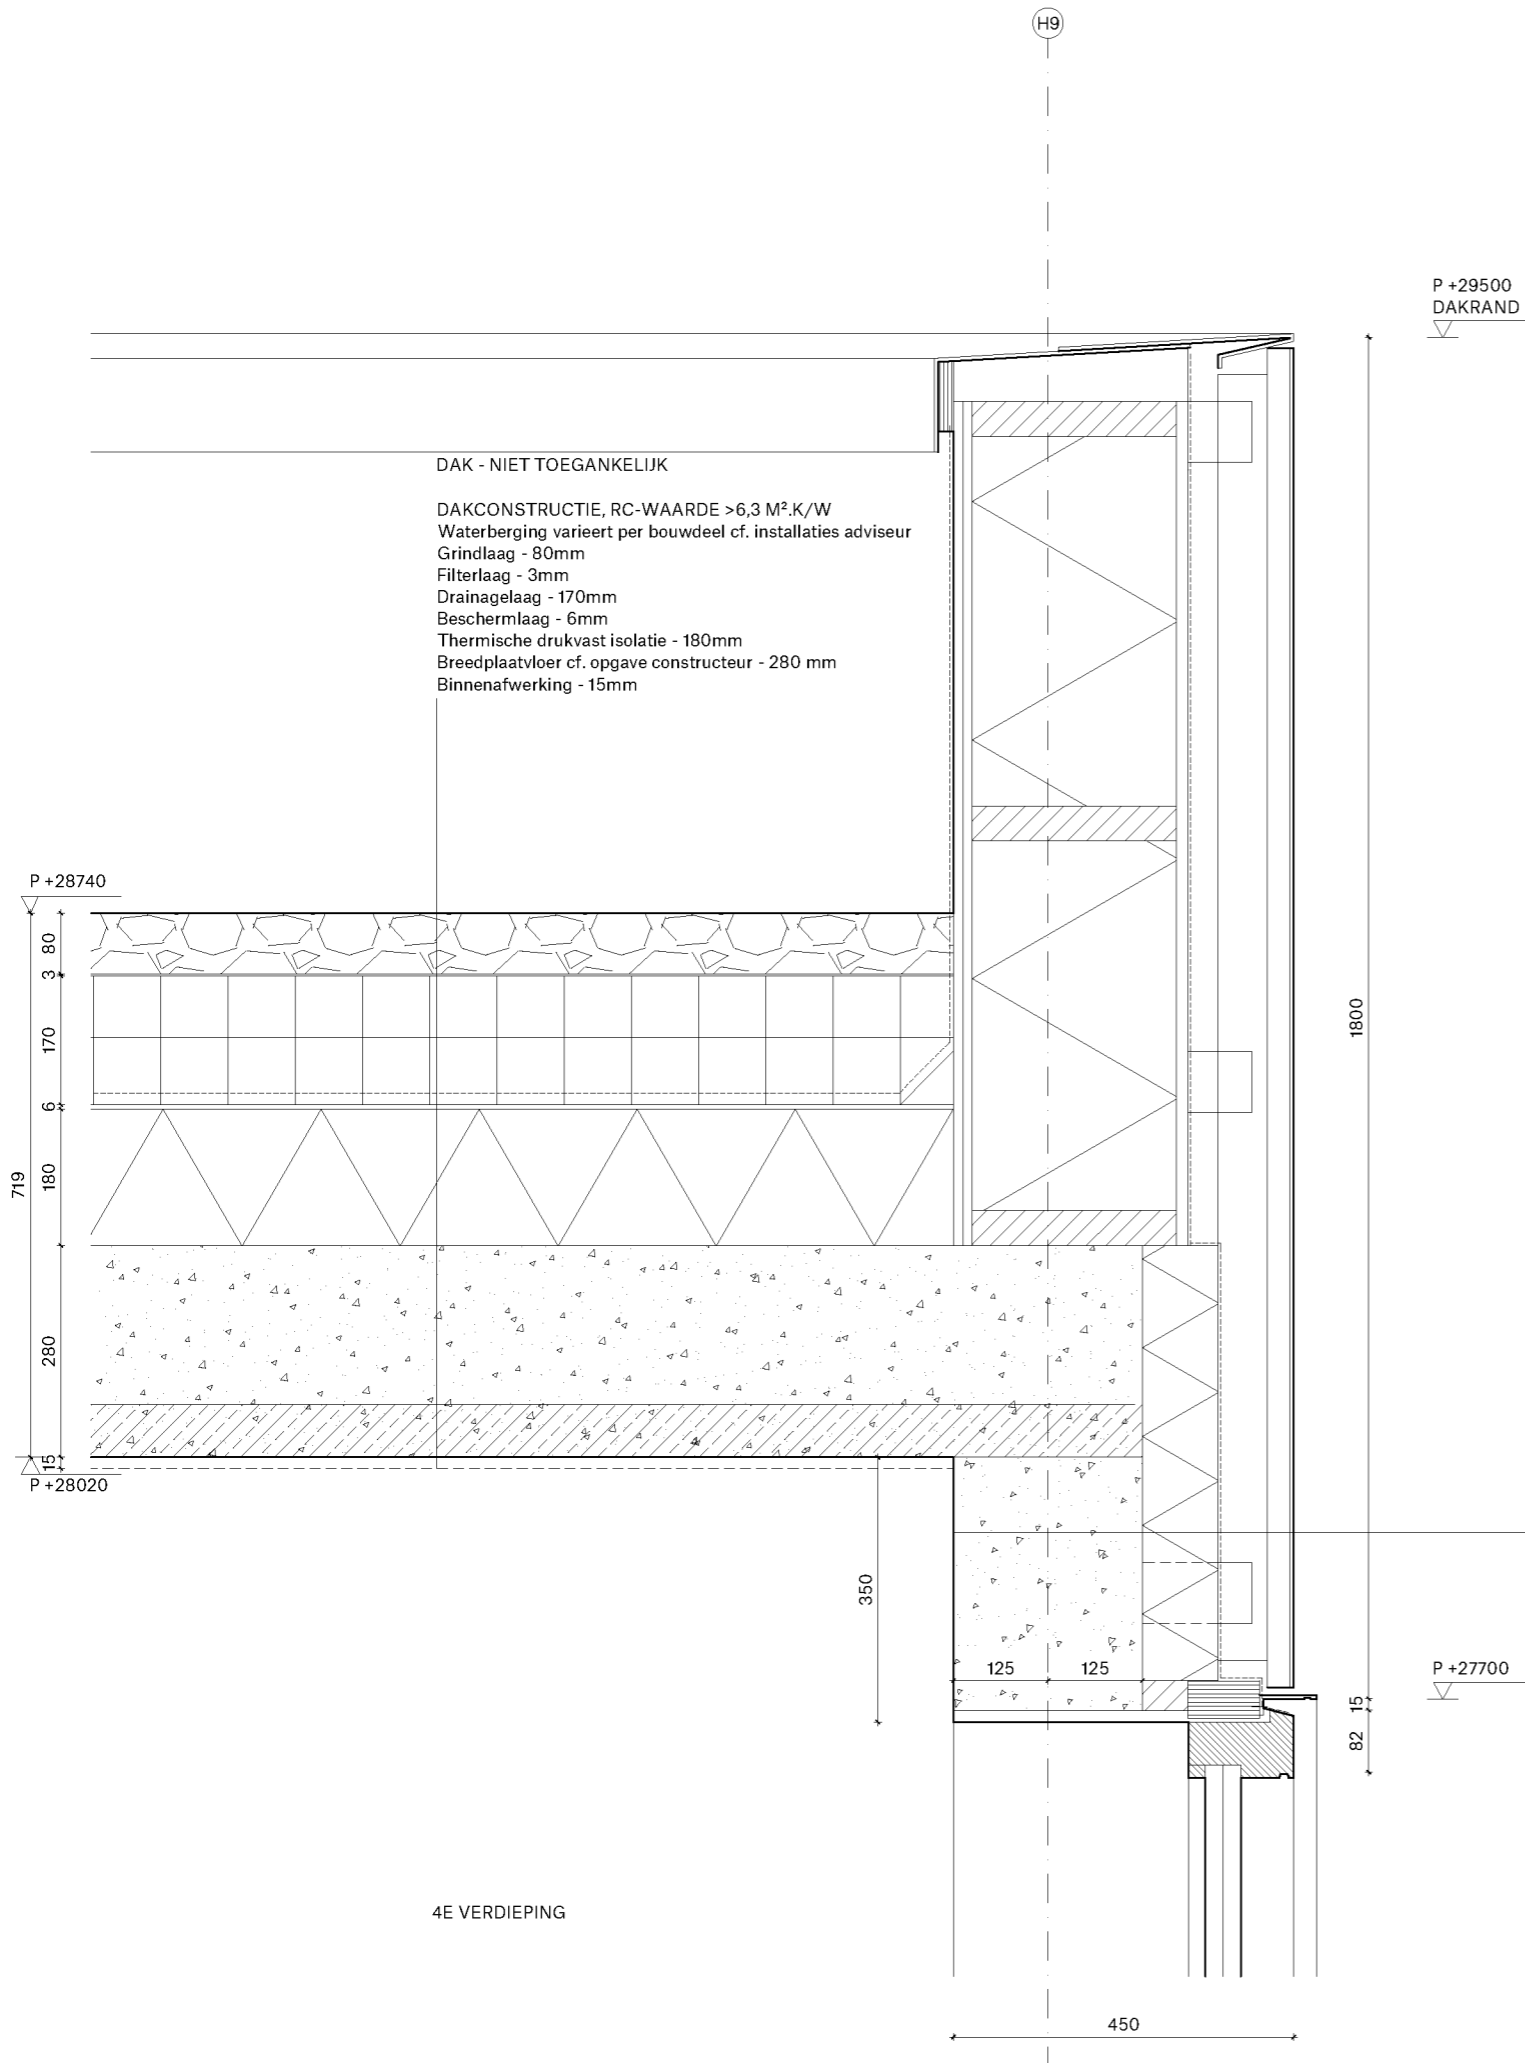 H9
P +29500
DAKRAND
DAK - NIET TOEGANKELIJK
DAKCONSTRUCTIE, RC-WAARDE >6,3 M².K/W
Waterberging varieert per bouwdeel cf. installaties adviseur
Grindlaag - 80mm
Filterlaag - 3mm
Drainagelaag - 170mm
Beschermlaag - 6mm
Thermische drukvast isolatie - 180mm
Breedplaatvloer cf. opgave constructeur - 280 mm
Binnenafwerking - 15mm
P +28740
80
3
170
6
180
719
280
15
P +28020
1800
350
125
125
P +27700
15
82
4E VERDIEPING
450